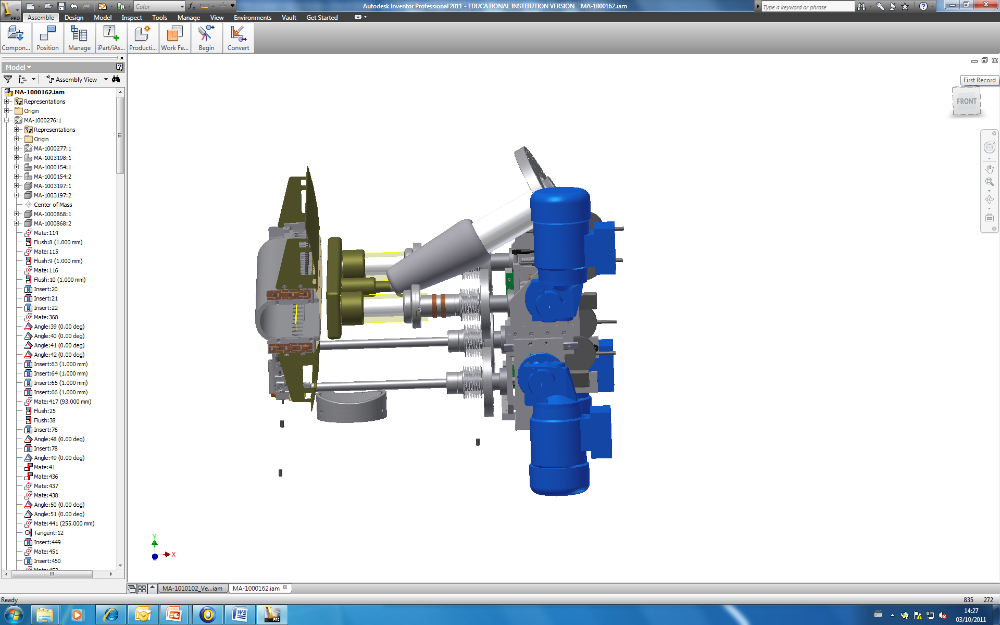 Color
Autodesk Inventor Professional 2011 - EDUCATIONAL INSTITUTION VERSION MA-1000162.iam
Type a keyword or phrase
PRO
Assemble Design Model Inspect Tools Manage View Environments Vault Get Started
Compon... Position Manage iPart/iAs... Producti... Work Fe... Begin Convert
Model
Assembly View
MA-1000162.iam
Representations
Origin
MA-1000276:1
Representations
Origin
MA-1000277:1
MA-1003198:1
MA-1000154:1
MA-1000154:2
MA-1003197:1
MA-1003197:2
Center of Mass
MA-1000868:1
MA-1000868:2
Mate:114
Flush:8 (1.000 mm)
Mate:115
Flush:9 (1.000 mm)
Mate:116
Flush:10 (1.000 mm)
Insert:20
Insert:21
Insert:22
Mate:368
Angle:39 (0.00 deg)
Angle:40 (0.00 deg)
Angle:41 (0.00 deg)
Angle:42 (0.00 deg)
Insert:63 (1.000 mm)
Insert:64 (1.000 mm)
Insert:65 (1.000 mm)
Insert:66 (1.000 mm)
Mate:417 (93.000 mm)
Flush:25
Flush:38
Insert:76
Angle:48 (0.00 deg)
Insert:78
Angle:49 (0.00 deg)
Mate:41
Mate:436
Mate:437
Mate:438
Angle:50 (0.00 deg)
Angle:51 (0.00 deg)
Mate:441 (255.000 mm)
Tangent:12
Insert:449
Mate:451
Insert:450
First Record
FRONT
Y
X
MA-1010102_Ve...iam MA-1000162.iam
Ready
835 272
PRO
14:27
03/10/2011